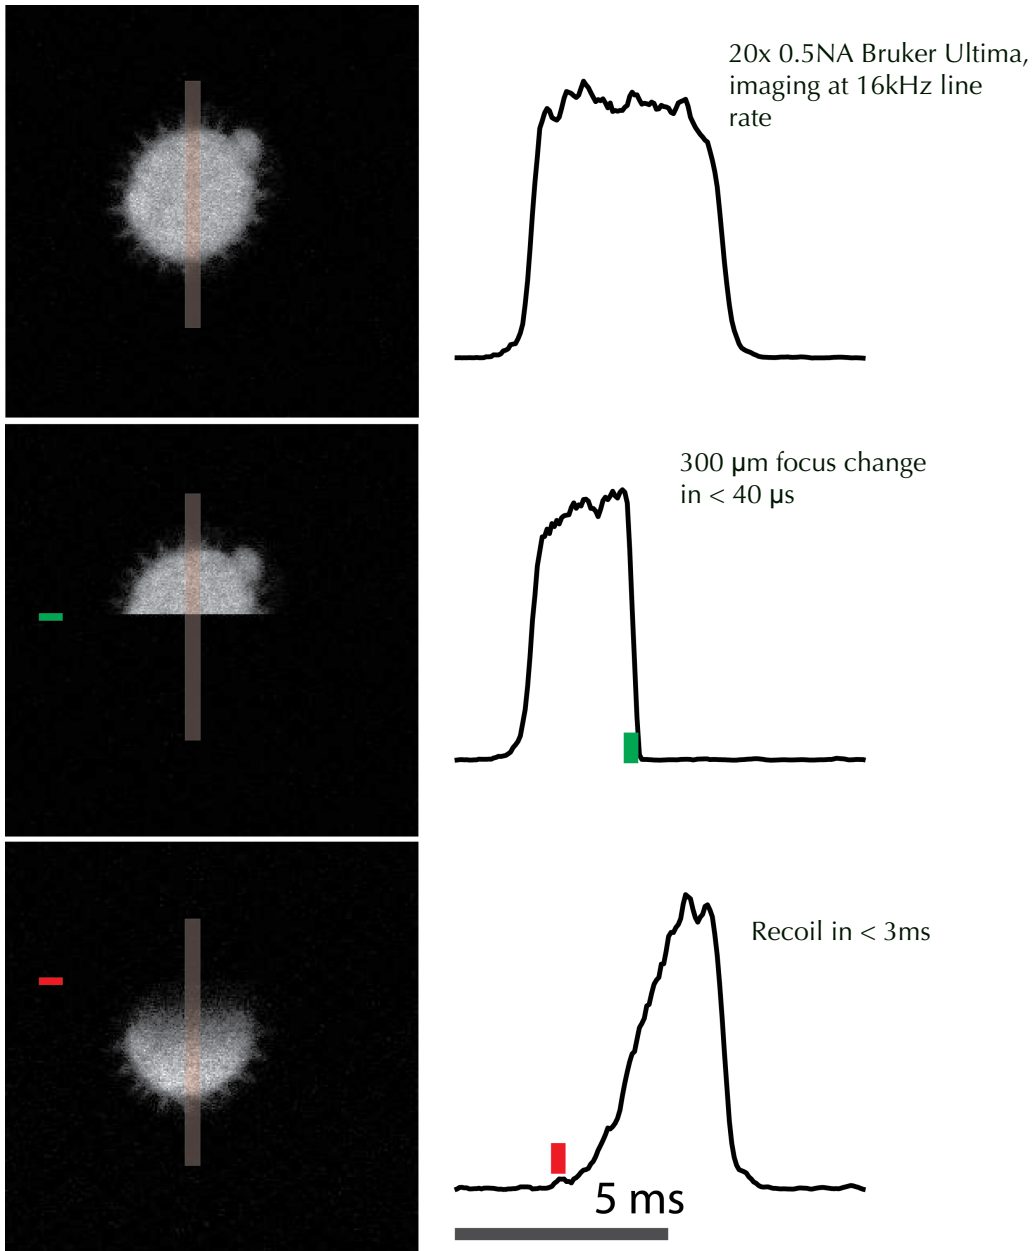 20x 0.5NA Bruker Ultima,
imaging at 16kHz line
rate
300 µm focus change
in < 40 µs
Recoil in < 3ms
5 ms